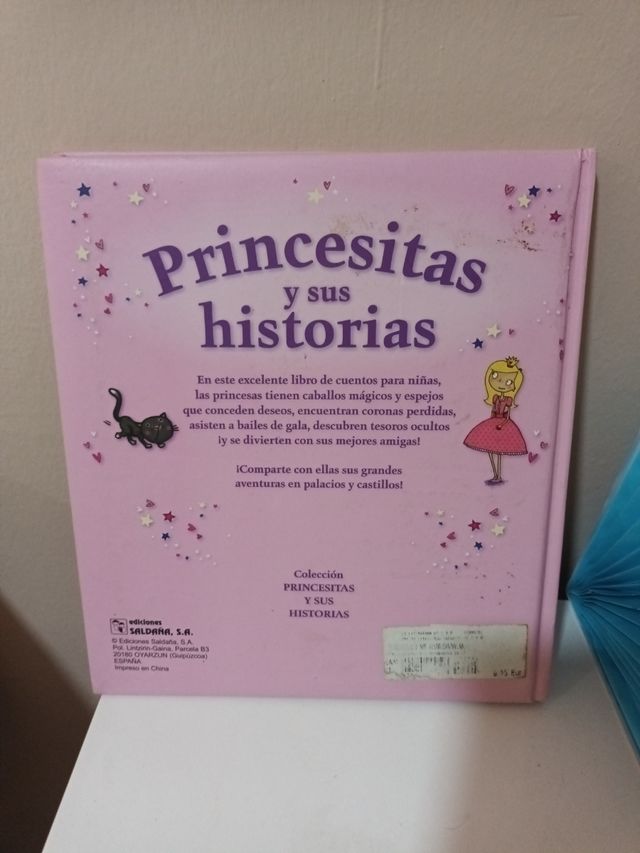 Princesitas
y sus
historias
En este excelente libro de cuentos para niñas,
las princesas tienen caballos mágicos y espejos
que conceden deseos, encuentran coronas perdidas,
asisten a bailes de gala, descubren tesoros ocultos
¡y se divierten con sus mejores amigas!
¡Comparte con ellas sus grandes
aventuras en palacios y castillos!
Colección
PRINCESITAS
Y SUS
HISTORIAS
ediciones
SALDAÑA, S.A.
© Ediciones Saldaña, S.A.
Pol. Lintzirin-Gaina, Parcela B3
20180 OYARZUN (Guipúzcoa)
ESPAÑA
Impreso en China